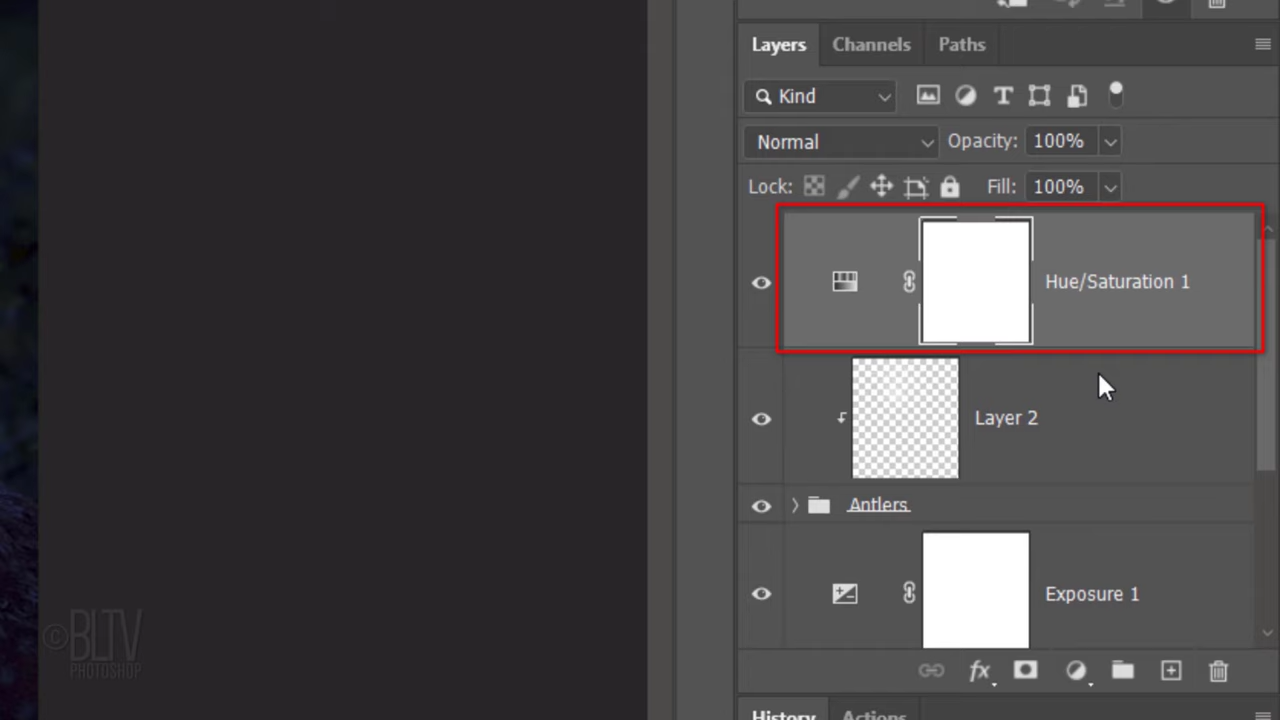 Layers Channels Paths
Kind
Normal Opacity: 100%
Lock: Fill: 100%
Hue/Saturation 1
Layer 2
Antlers
Exposure 1
fx
©BLTV
PHOTOSHOP
History Actions